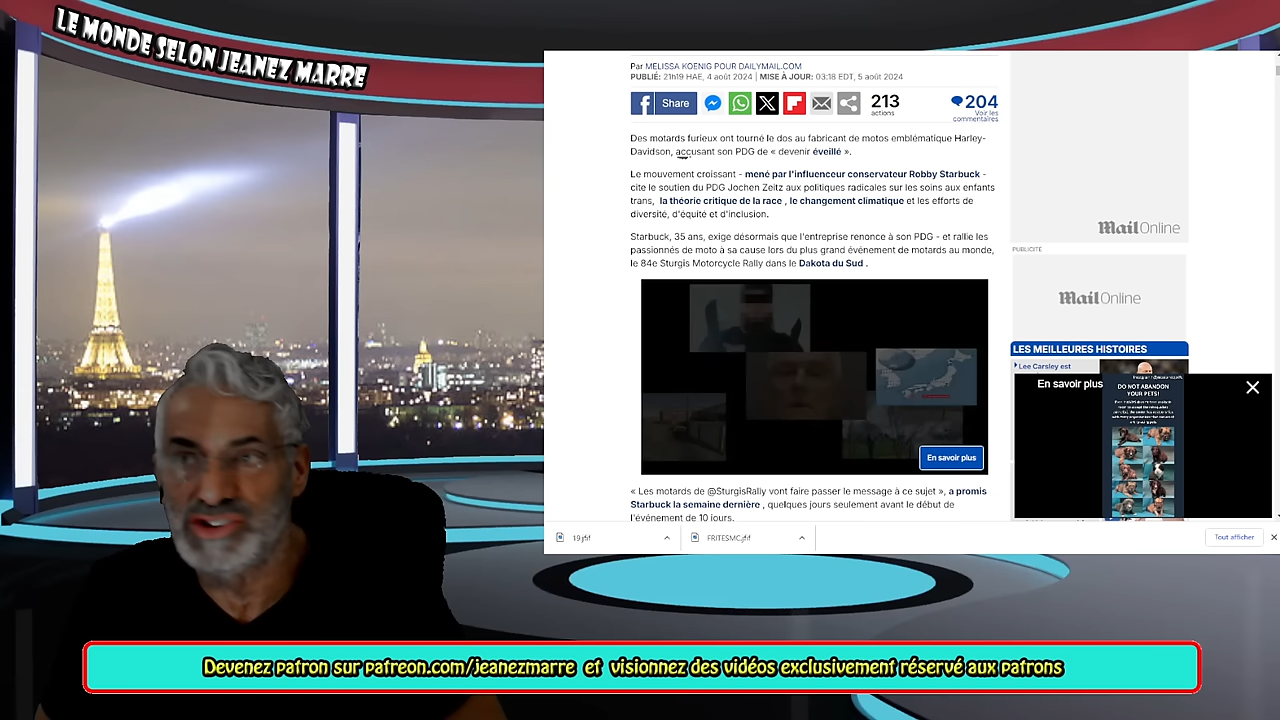 LE MONDE SELON JEANEZ MARRE
Par MELISSA KOENIG POUR DAILYMAIL.COM
PUBLIÉ: 21h19 HAE, 4 août 2024 | MISE À JOUR: 03:18 EDT, 5 août 2024
Share
213
actions
204
Voir les
commentaires
Des motards furieux ont tourné le dos au fabricant de motos emblématique Harley-
Davidson, accusant son PDG de « devenir éveillé ».
Le mouvement croissant - mené par l'influenceur conservateur Robby Starbuck -
cite le soutien du PDG Jochen Zeitz aux politiques radicales sur les soins aux enfants
trans, la théorie critique de la race , le changement climatique et les efforts de
diversité, d'équité et d'inclusion.
Starbuck, 35 ans, exige désormais que l'entreprise renonce à son PDG - et rallie les
passionnés de moto à sa cause lors du plus grand événement de motards au monde,
le 84e Sturgis Motorcycle Rally dans le Dakota du Sud .
En savoir plus
« Les motards de @SturgisRally vont faire passer le message à ce sujet », a promis
Starbuck la semaine dernière , quelques jours seulement avant le début de
l'événement de 10 jours.
MailOnline
PUBLICITÉ
MailOnline
LES MEILLEURES HISTOIRES
Lee Carsley est
En savoir plus
DO NOT ABANDON
YOUR PETS!
19.jfif
FRITESMC.jfif
Tout afficher
Devenez patron sur patreon.com/jeanezmarre et visionnez des vidéos exclusivement réservé aux patrons